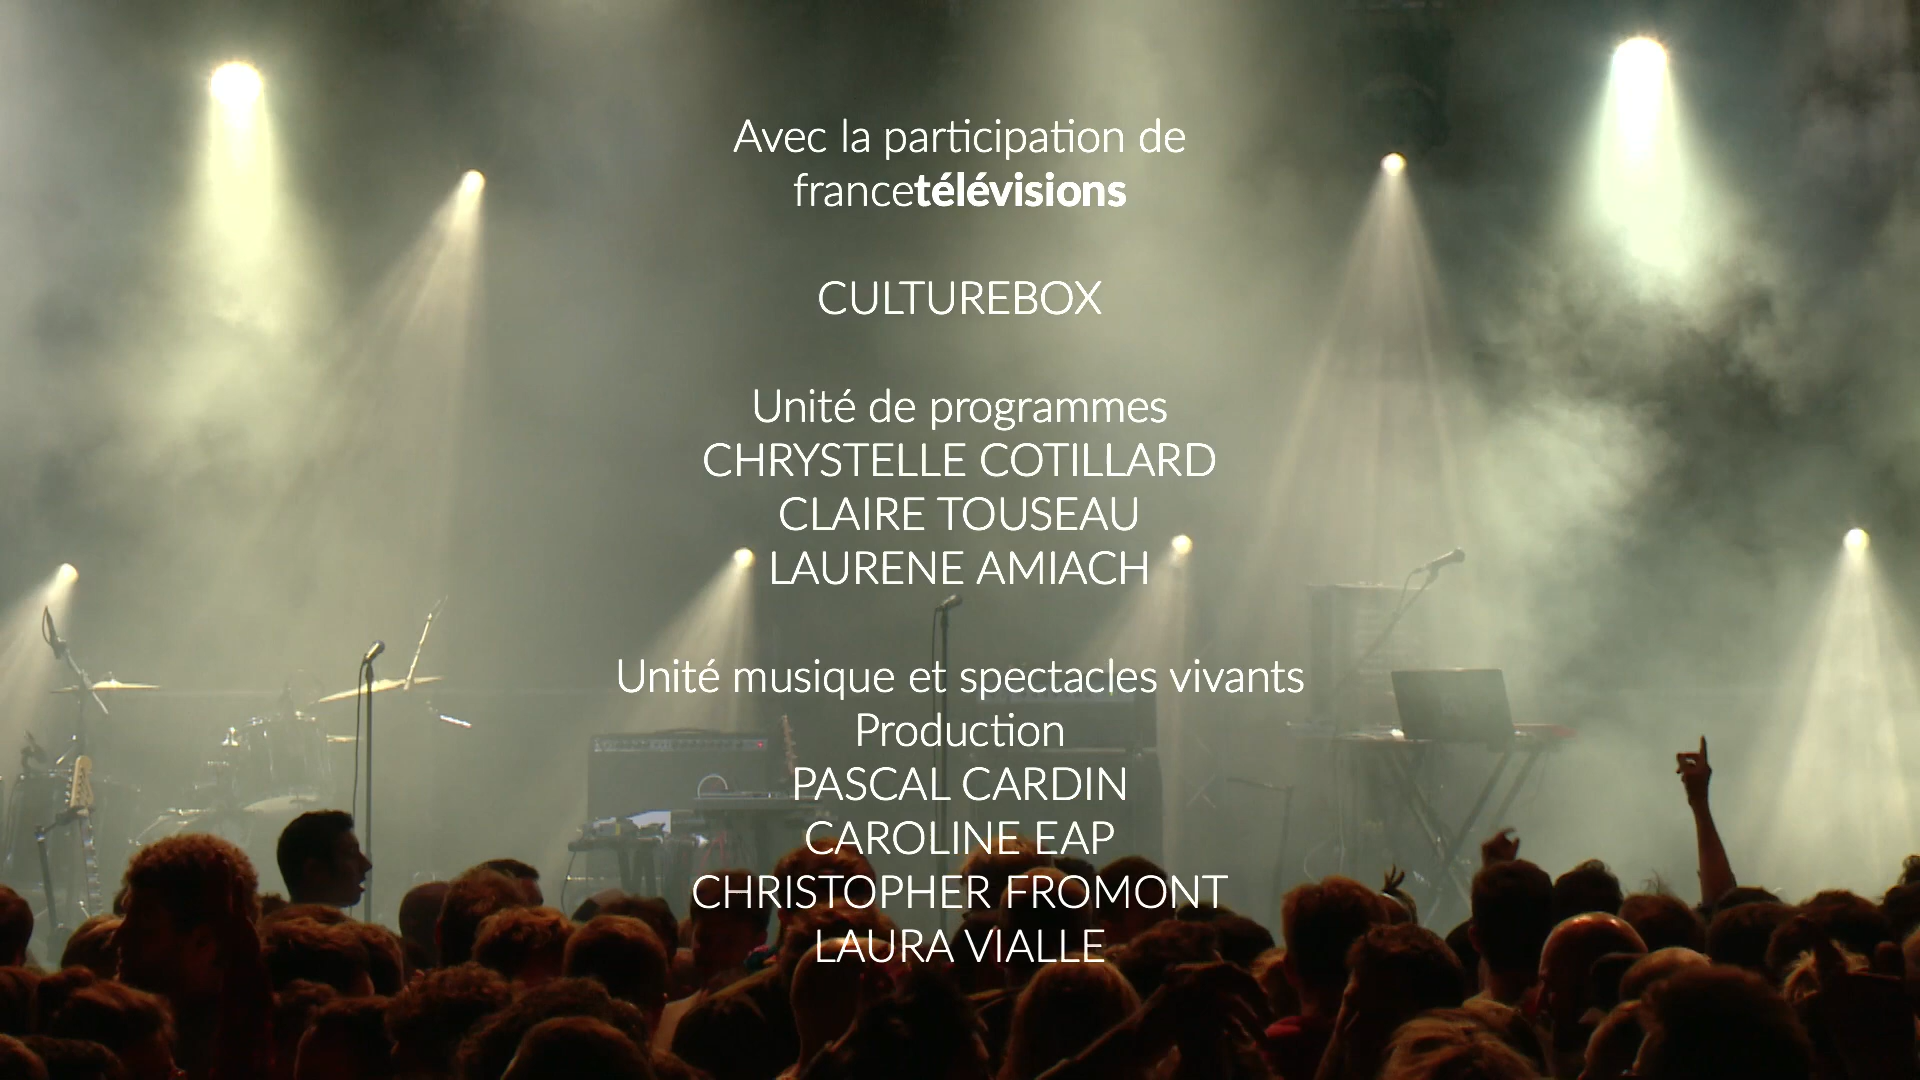 Avec la participation de
francetélévisions
CULTUREBOX
Unité de programmes
CHRYSTELLE COTILLARD
CLAIRE TOUSEAU
LAURENE AMIACH
Unité musique et spectacles vivants
Production
PASCAL CARDIN
CAROLINE EAP
CHRISTOPHER FROMONT
LAURA VIALLE